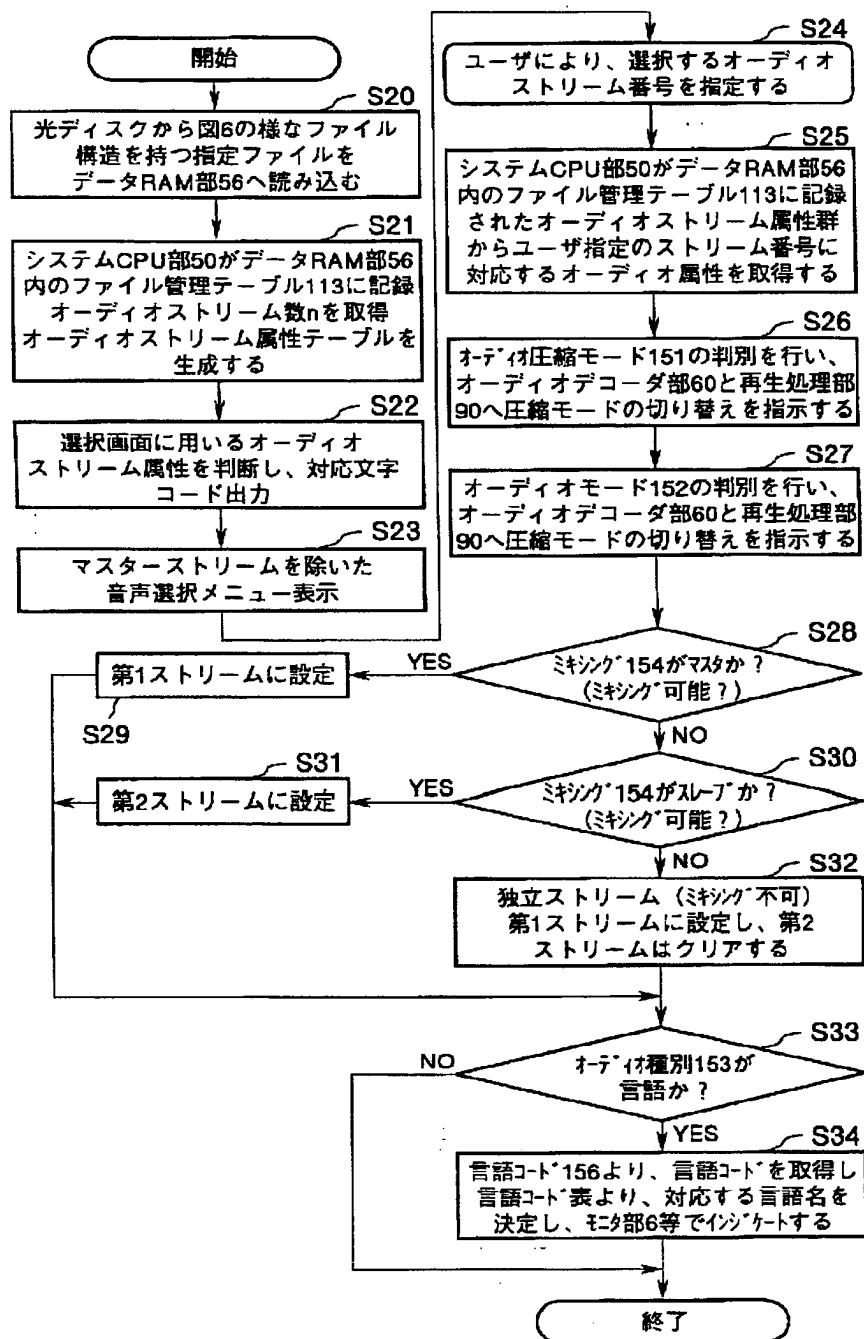 開始
S20
光ディスクから図6の様なファイル
構造を持つ指定ファイルを
データRAM部56へ読み込む
S21
システムCPU部50がデータRAM部56
内のファイル管理テーブル113に記録
オーディオストリーム数nを取得
オーディオストリーム属性テーブルを
生成する
S22
選択画面に用いるオーディオ
ストリーム属性を判断し、対応文字
コード出力
S23
マスターストリームを除いた
音声選択メニュー表示
S24
ユーザにより、選択するオーディオ
ストリーム番号を指定する
S25
システムCPU部50がデータRAM部56
内のファイル管理テーブル113に記録
されたオーディオストリーム属性群
からユーザ指定のストリーム番号に
対応するオーディオ属性を取得する
S26
オーディオ圧縮モード151の判別を行い、
オーディオデコーダ部60と再生処理部
90へ圧縮モードの切り替えを指示する
S27
オーディオモード152の判別を行い、
オーディオデコーダ部60と再生処理部
90へ圧縮モードの切り替えを指示する
S28
ミキシング154がマスタか?
(ミキシング可能?)
YES
第1ストリームに設定
S29
NO
S30
ミキシング154がスレーブか?
(ミキシング可能?)
YES
S31
第2ストリームに設定
NO
S32
独立ストリーム(ミキシング不可)
第1ストリームに設定し、第2
ストリームはクリアする
S33
オーディオ種別153が
言語か?
NO
YES
S34
言語コード156より、言語コードを取得し
言語コード表より、対応する言語名を
決定し、モニタ部6等でインジケートする
終了